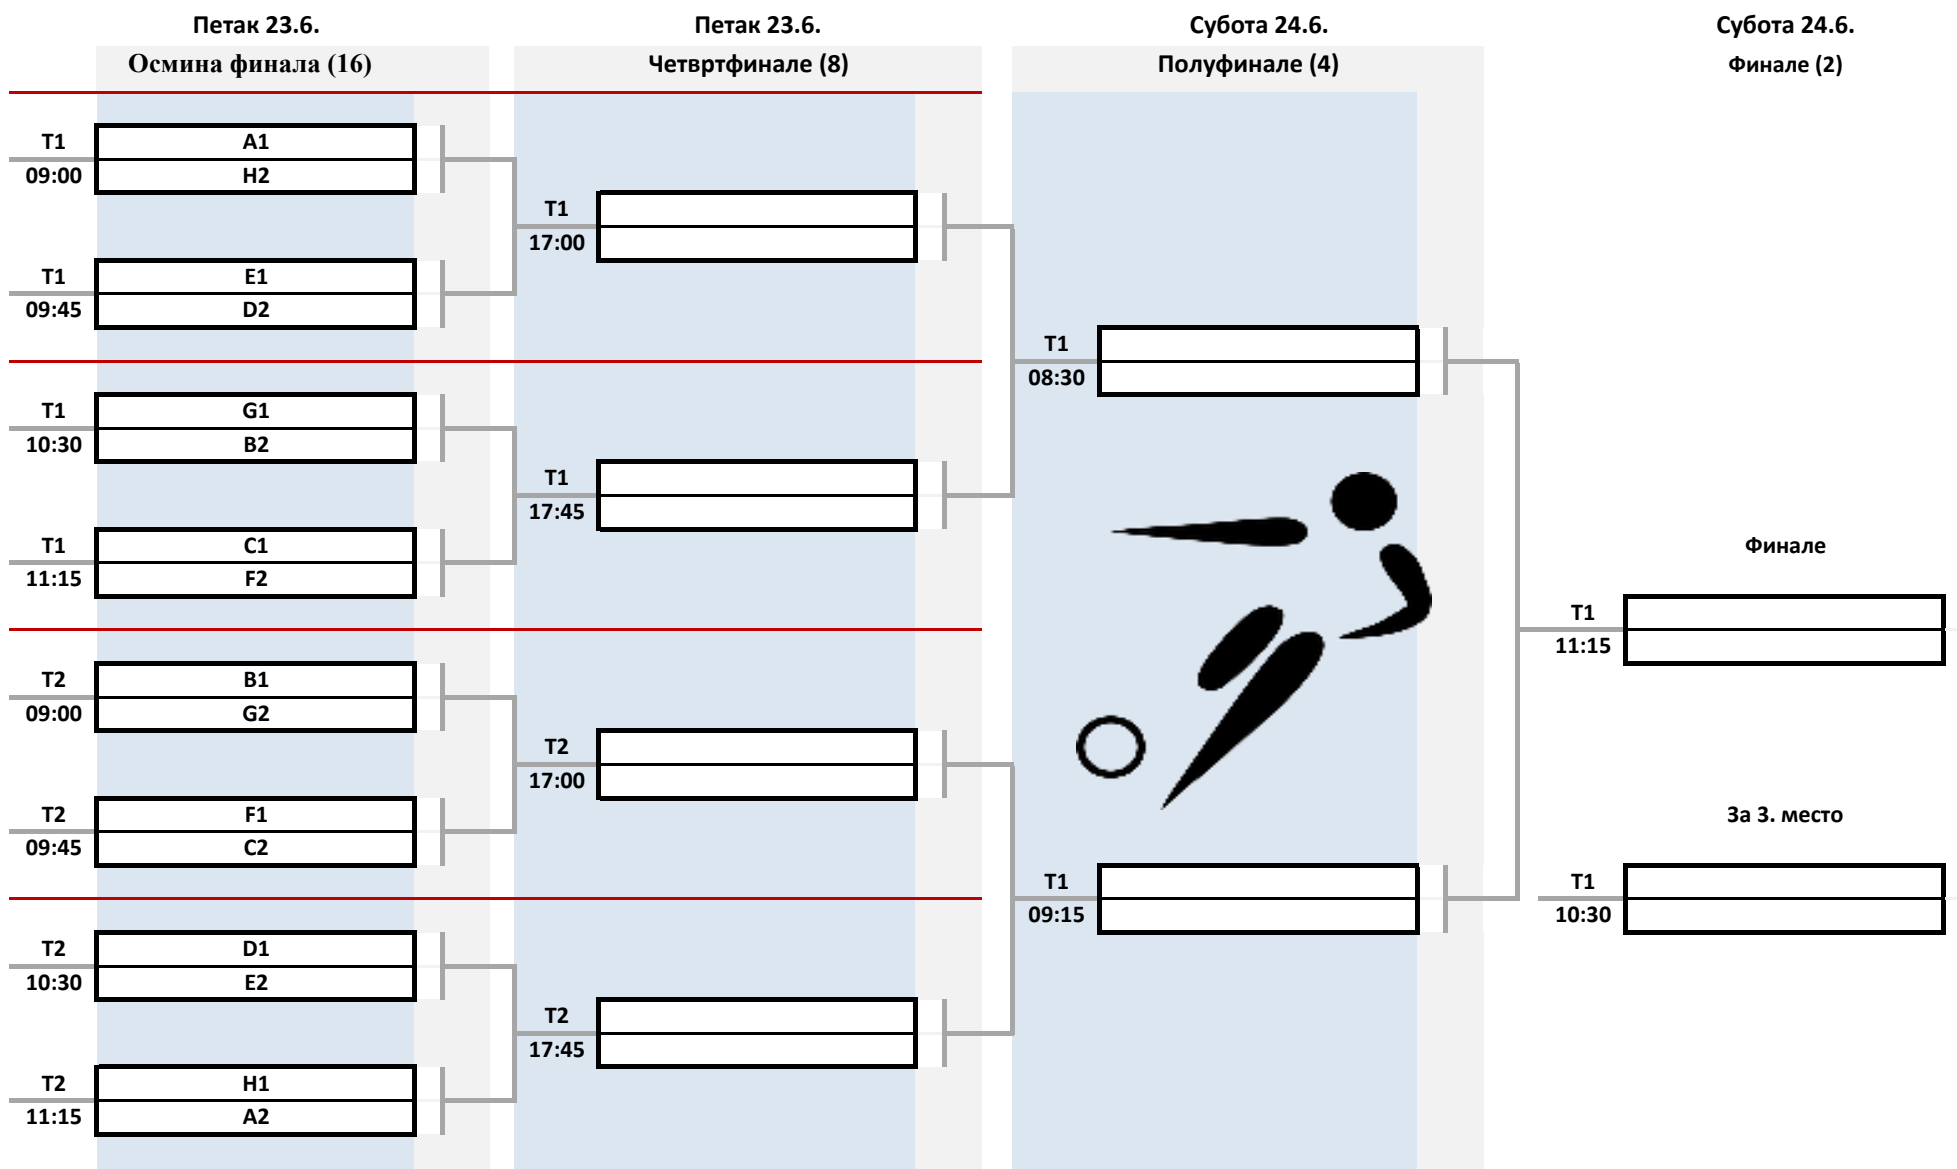 Петак 23.6.
Петак 23.6.
Субота 24.6.
Субота 24.6.
Осмина финала (16)
Четвртфинале (8)
Полуфинале (4)
Финале (2)
T1
A1
09:00
H2
T1
17:00
T1
E1
09:45
D2
T1
08:30
T1
G1
10:30
B2
T1
17:45
T1
C1
11:15
F2
Финале
T1
11:15
T2
B1
09:00
G2
T2
17:00
T2
F1
09:45
C2
За 3. место
T1
09:15
T1
10:30
T2
D1
10:30
E2
T2
17:45
T2
H1
11:15
A2